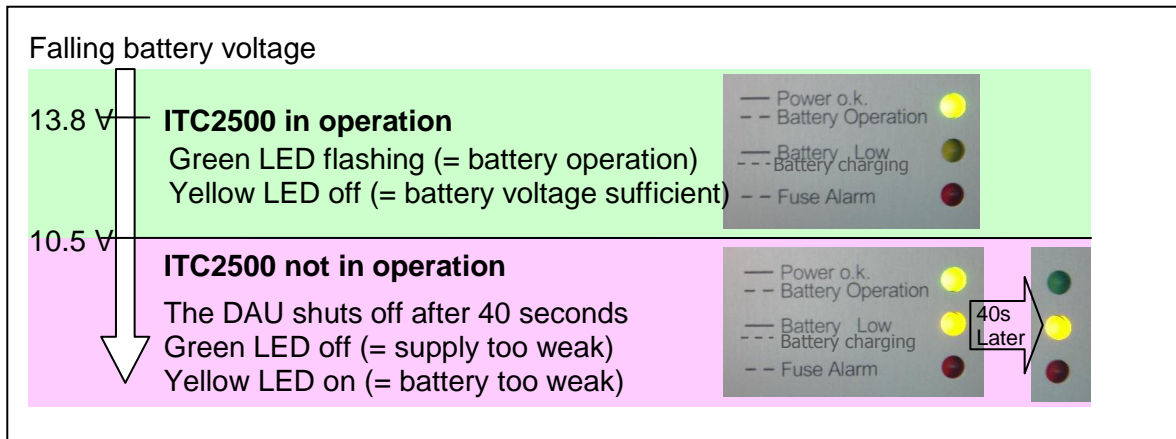 Falling battery voltage
13.8 V
ITC2500 in operation
Green LED flashing (= battery operation)
Yellow LED off (= battery voltage sufficient)
Power o.k.
Battery Operation
Battery Low
Battery charging
Fuse Alarm
10.5 V
ITC2500 not in operation
The DAU shuts off after 40 seconds
Green LED off (= supply too weak)
Yellow LED on (= battery too weak)
Power o.k.
Battery Operation
Battery Low
Battery charging
Fuse Alarm
40s
Later